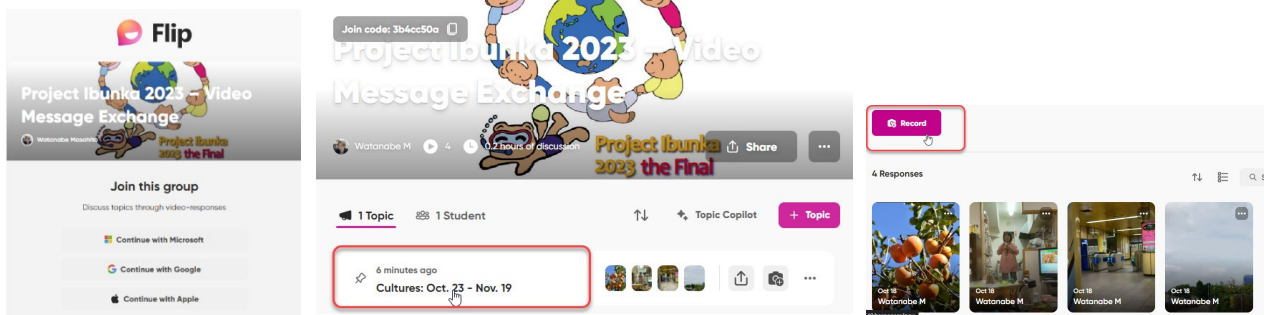 Flip
Project Ibunka 2023 – Video
Message Exchange
Watanabe Masahito
Project Ibunka
2023 the Final
Join this group
Discuss topics through video-responses
Continue with Microsoft
Continue with Google
Continue with Apple
Join code: 3b4cc50a
Project Ibunka 2023 – Video
Message Exchange
Watanabe M
4
0.2 hours of discussion
Project Ibunka
2023 the Final
Share
1 Topic
1 Student
Topic Copilot
+ Topic
6 minutes ago
Cultures: Oct. 23 - Nov. 19
Record
4 Responses
S
Oct 18
Watanabe M
Oct 18
Watanabe M
Oct 18
Watanabe M
Oct 18
Watanabe M